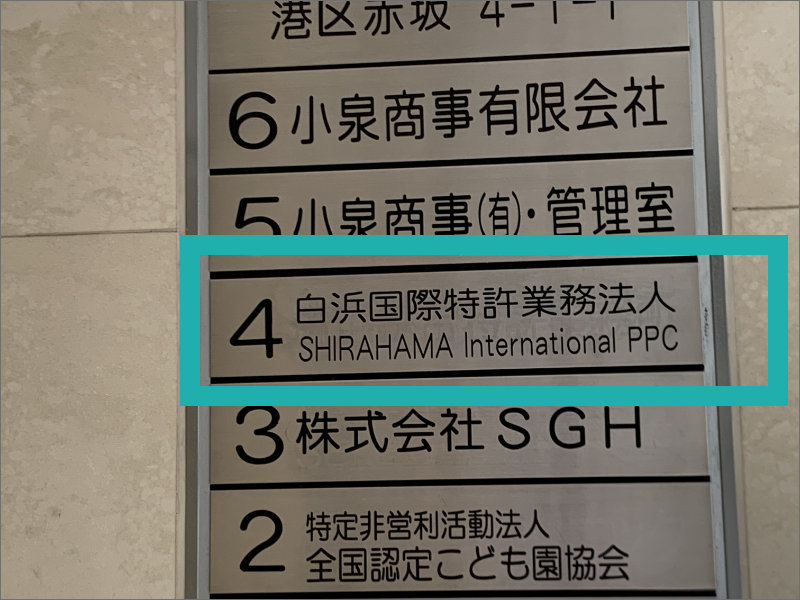 港区赤坂 4-1-1
6 小泉商事有限会社
5 小泉商事(有)・管理室
4 白浜国際特許業務法人
SHIRAHAMA International PPC
3 株式会社SGH
2 特定非営利活動法人
全国認定こども園協会